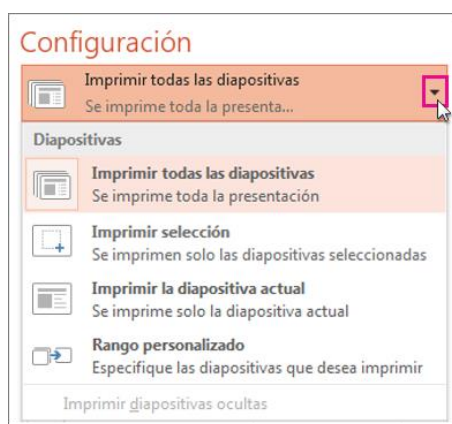 Configuración
Imprimir todas las diapositivas
Se imprime toda la presenta...
Diapositivas
Imprimir todas las diapositivas
Se imprime toda la presentación
Imprimir selección
Se imprimen solo las diapositivas seleccionadas
Imprimir la diapositiva actual
Se imprime solo la diapositiva actual
Rango personalizado
Especifique las diapositivas que desea imprimir
Imprimir diapositivas ocultas